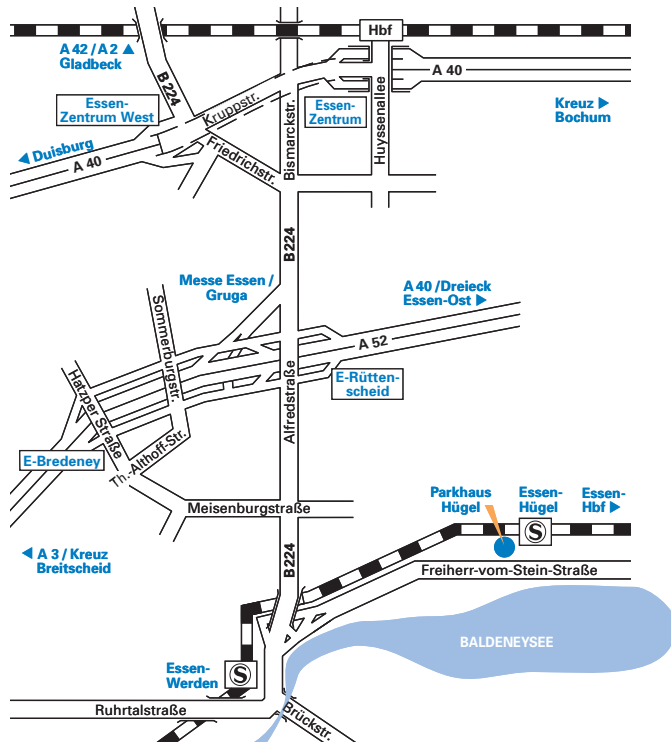 Hbf
A 42 / A 2 ▲
Gladbeck
B 224
A 40
Essen-
Zentrum West
Kruppstr.
Essen-
Zentrum
Kreuz ▶
Bochum
Bismarckstr.
Huyssenallee
◀ Duisburg
A 40
Friedrichstr.
B224
Messe Essen /
Gruga
A 40 /Dreieck
Essen-Ost ▶
Sommerburgstr.
A 52
Hatzper Straße
E-Rütten-
scheid
Alfredstraße
E-Bredeney
Th.-Althoff-Str.
Meisenburgstraße
Parkhaus
Hügel
Essen-
Hügel
Essen-
Hbf ▶
S
◀ A 3 / Kreuz
Breitscheid
B224
Freiherr-vom-Stein-Straße
BALDENEYSEE
Essen-
Werden
S
Ruhrtalstraße
Brückstr.